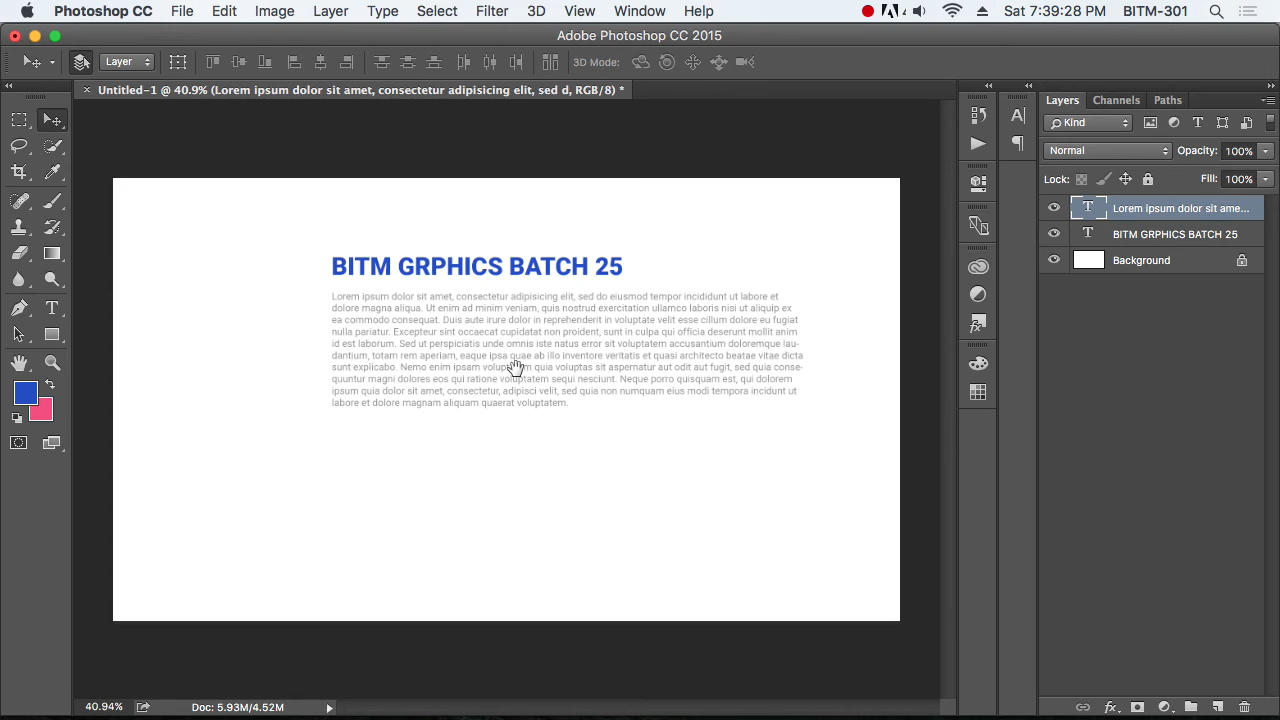 Photoshop CC File Edit Image Layer Type Select Filter 3D View Window Help Sat 7:39:28 PM BITM-301
Adobe Photoshop CC 2015
Layer 3D Mode:
× Untitled-1 @ 40.9% (Lorem ipsum dolor sit amet, consectetur adipisicing elit, sed d, RGB/8) *
Layers Channels Paths
Kind
Normal Opacity: 100%
Lock: Fill: 100%
T Lorem ipsum dolor sit ame...
T BITM GRPHICS BATCH 25
Background
BITM GRPHICS BATCH 25
Lorem ipsum dolor sit amet, consectetur adipisicing elit, sed do eiusmod tempor incididunt ut labore et
dolore magna aliqua. Ut enim ad minim veniam, quis nostrud exercitation ullamco laboris nisi ut aliquip ex
ea commodo consequat. Duis aute irure dolor in reprehenderit in voluptate velit esse cillum dolore eu fugiat
nulla pariatur. Excepteur sint occaecat cupidatat non proident, sunt in culpa qui officia deserunt mollit anim
id est laborum. Sed ut perspiciatis unde omnis iste natus error sit voluptatem accusantium doloremque lau-
dantium, totam rem aperiam, eaque ipsa quae ab illo inventore veritatis et quasi architecto beatae vitae dicta
sunt explicabo. Nemo enim ipsam voluptatem quia voluptas sit aspernatur aut odit aut fugit, sed quia conse-
quuntur magni dolores eos qui ratione voluptatem sequi nesciunt. Neque porro quisquam est, qui dolorem
ipsum quia dolor sit amet, consectetur, adipisci velit, sed quia non numquam eius modi tempora incidunt ut
labore et dolore magnam aliquam quaerat voluptatem.
40.94% Doc: 5.93M/4.52M